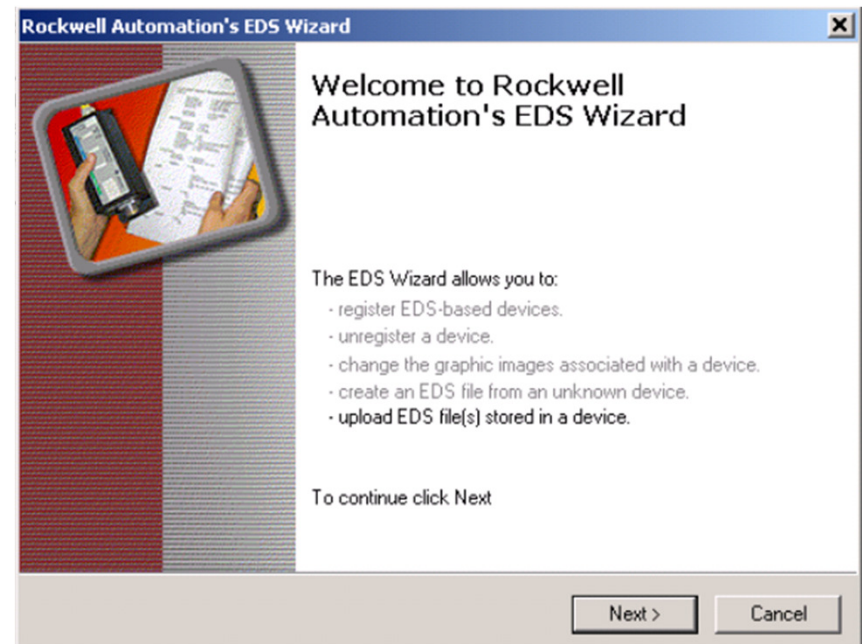 Rockwell Automation's EDS Wizard
Welcome to Rockwell
Automation's EDS Wizard
The EDS Wizard allows you to:
- register EDS-based devices.
- unregister a device.
- change the graphic images associated with a device.
- create an EDS file from an unknown device.
- upload EDS file(s) stored in a device.
To continue click Next
Next >
Cancel